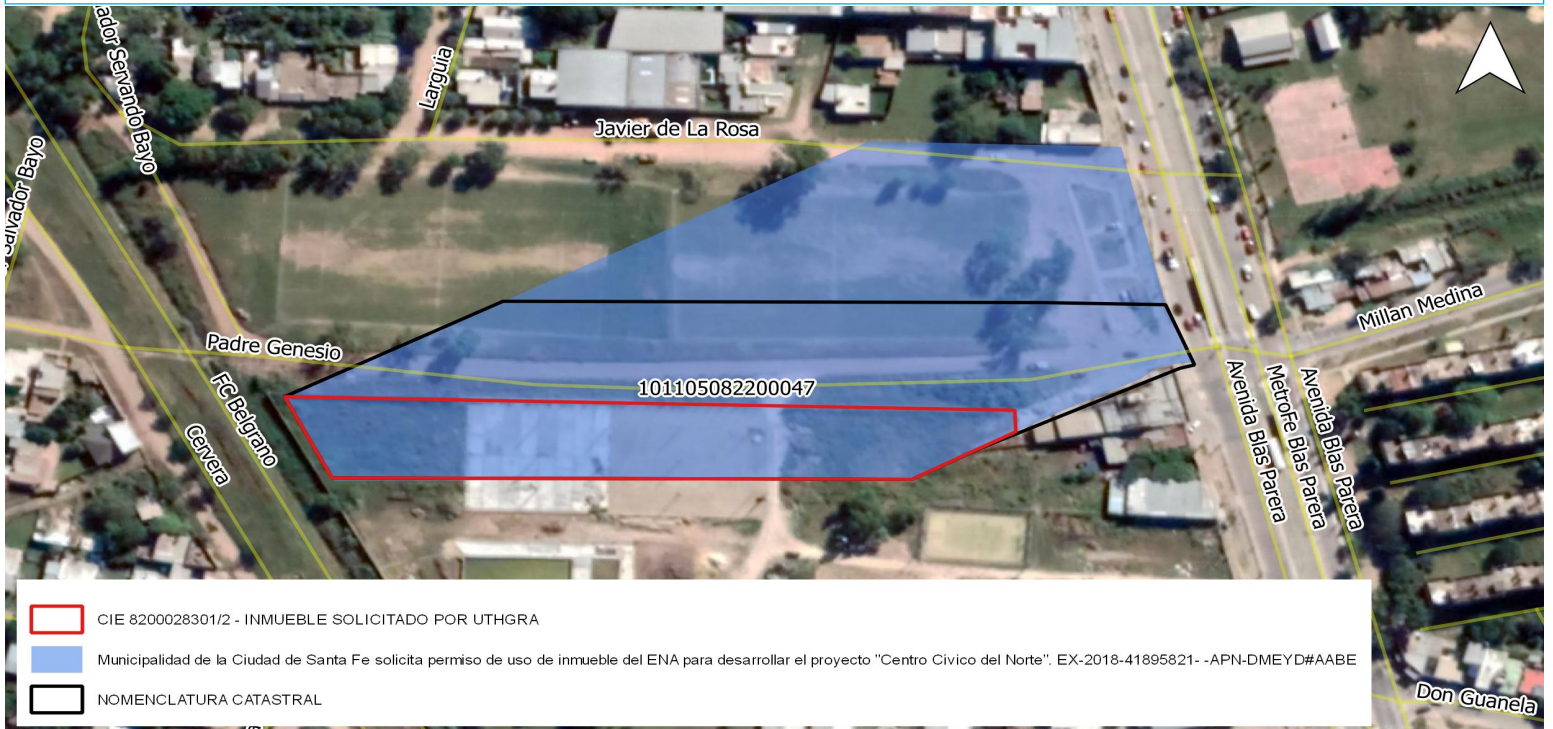 ador Servando Bayo
Larguia
Javier de La Rosa
Salvador Bayo
Padre Genesio
Millan Medina
101105082200047
FC Belgrano
Cervera
Avenida Blas Parera
MetroFe Blas Parera
Avenida Blas Parera
Don Guanela
CIE 8200028301/2 - INMUEBLE SOLICITADO POR UTHGRA
Municipalidad de la Ciudad de Santa Fe solicita permiso de uso de inmueble del ENA para desarrollar el proyecto "Centro Civico del Norte". EX-2018-41895821- -APN-DMEYD#AABE
NOMENCLATURA CATASTRAL